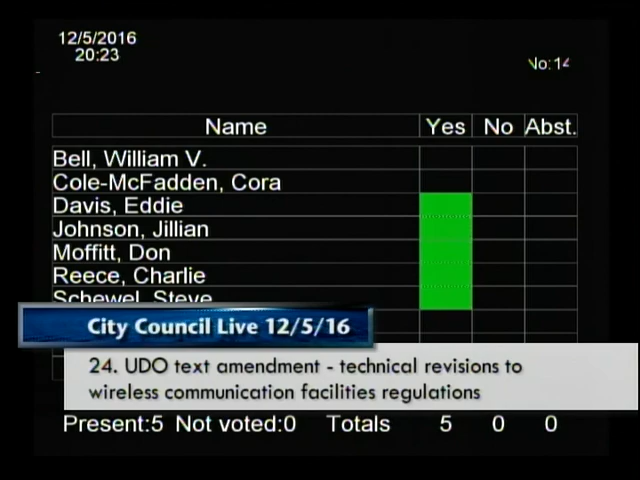 12/5/2016
20:23
No:14
Name Yes No Abst.
Bell, William V.
Cole-McFadden, Cora
Davis, Eddie
Johnson, Jillian
Moffitt, Don
Reece, Charlie
Schewel, Steve
City Council Live 12/5/16
24. UDO text amendment - technical revisions to
wireless communication facilities regulations
Present:5 Not voted:0 Totals 5 0 0